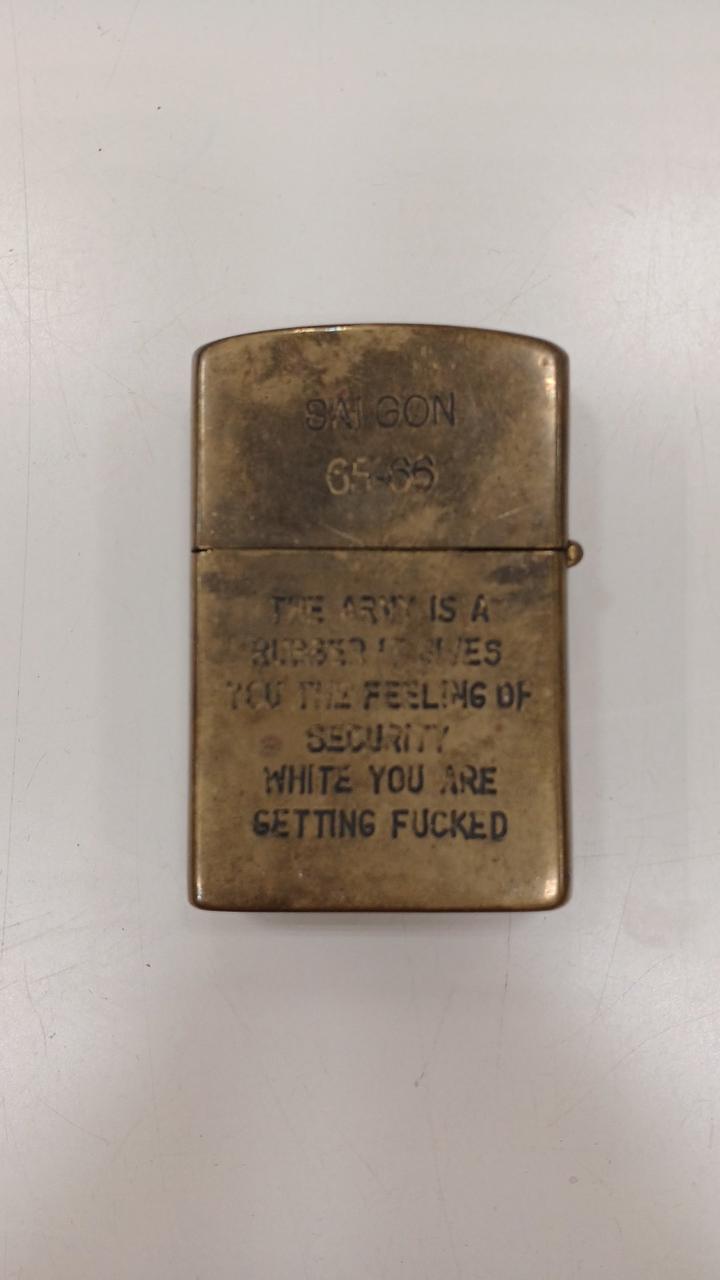 SAIGON
65-66
THE ARMY IS A
RUBBER IT GIVES
YOU THE FEELING OF
SECURITY
WHITE YOU ARE
GETTING FUCKED